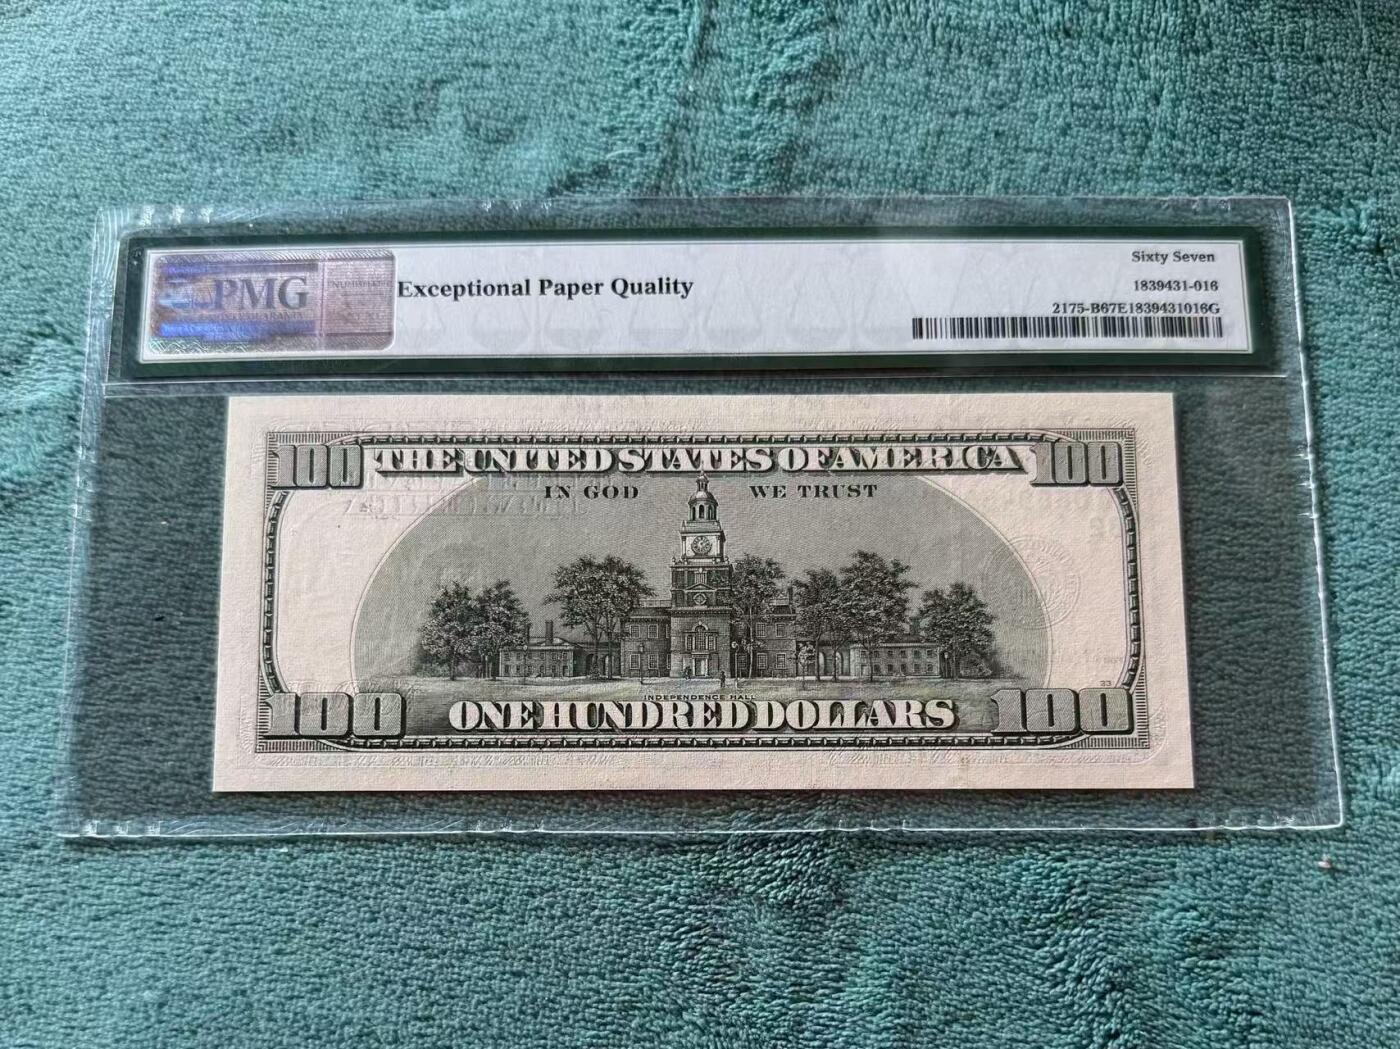 PMG
Exceptional Paper Quality
Sixty Seven
1839431-016
2175-B67E1839431016G
100 THE UNITED STATES OF AMERICA 100
IN GOD WE TRUST
23
INDEPENDENCE HALL
100 ONE HUNDRED DOLLARS 100